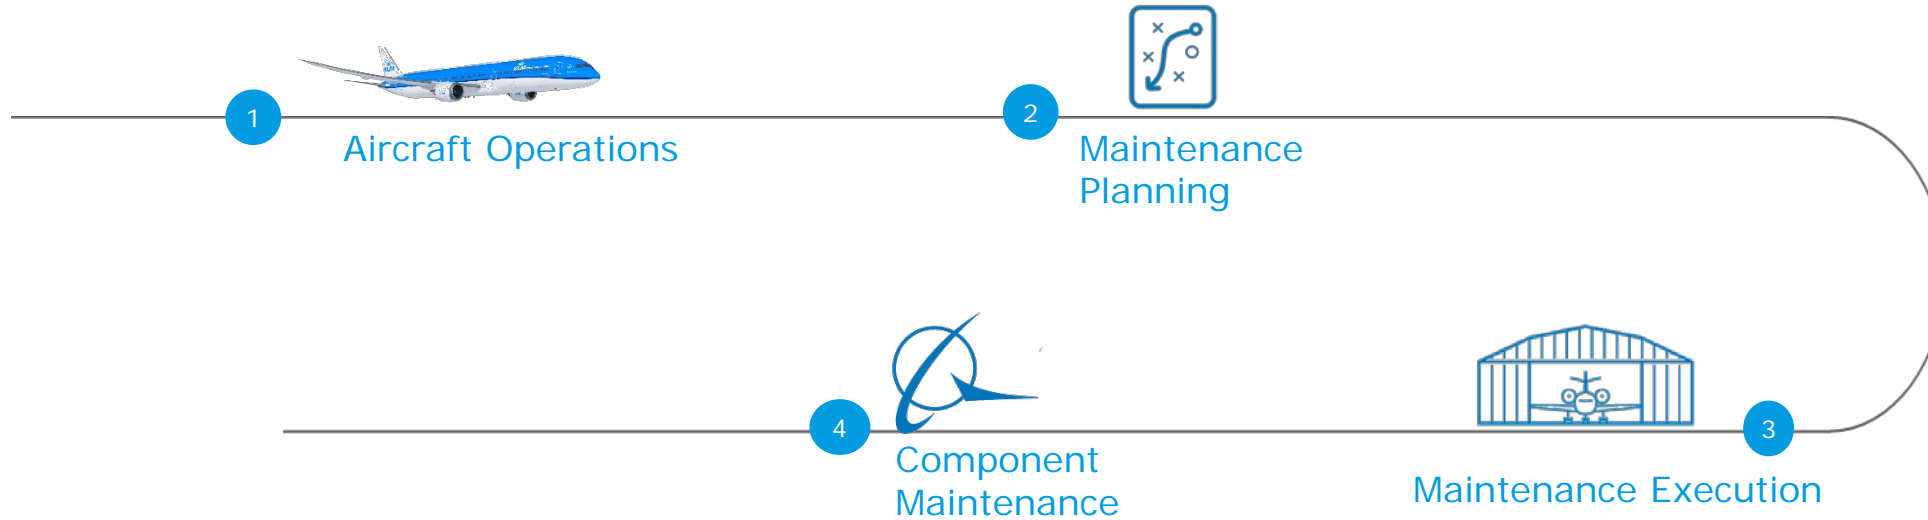 1
Aircraft Operations
2
Maintenance
Planning
3
Maintenance Execution
4
Component
Maintenance